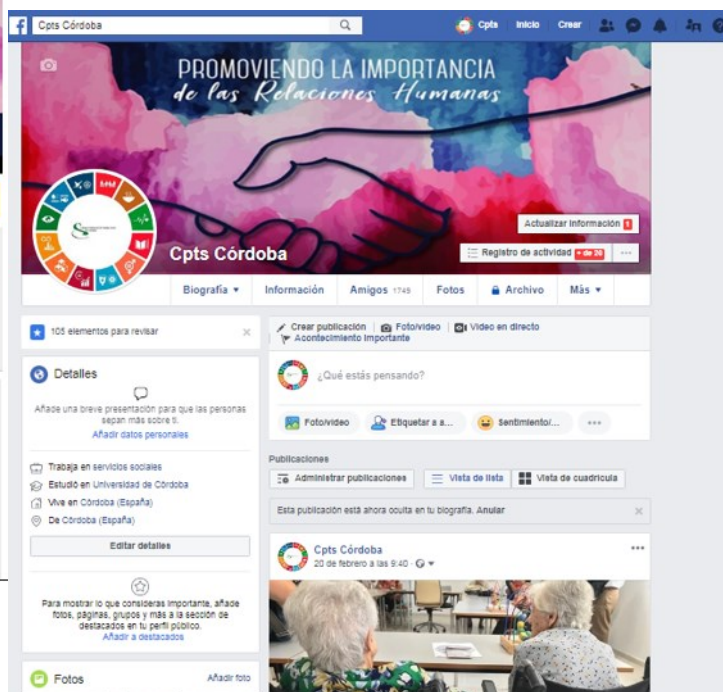 Cpts Córdoba
Cpts Inicio Crear
PROMOVIENDO LA IMPORTANCIA
de las Relaciones Humanas
Actualizar información 1
Cpts Córdoba
Registro de actividad + de 20 ...
Biografía Información Amigos 1749 Fotos Archivo Más
105 elementos para revisar
Crear publicación Foto/vídeo Vídeo en directo
Acontecimiento importante
Detalles
¿Qué estás pensando?
Añade una breve presentación para que las personas
sepan más sobre ti.
Añadir datos personales
Foto/vídeo Etiquetar a a... Sentimiento/... ...
Trabaja en servicios sociales
Estudió en Universidad de Córdoba
Vive en Córdoba (España)
De Córdoba (España)
Editar detalles
Para mostrar lo que consideras importante, añade
fotos, páginas, grupos y más a la sección de
destacados en tu perfil público.
Añadir a destacados
Fotos Añadir foto
Publicaciones
Administrar publicaciones Vista de lista Vista de cuadrícula
Esta publicación está ahora oculta en tu biografía. Anular
Cpts Córdoba
20 de febrero a las 9:40